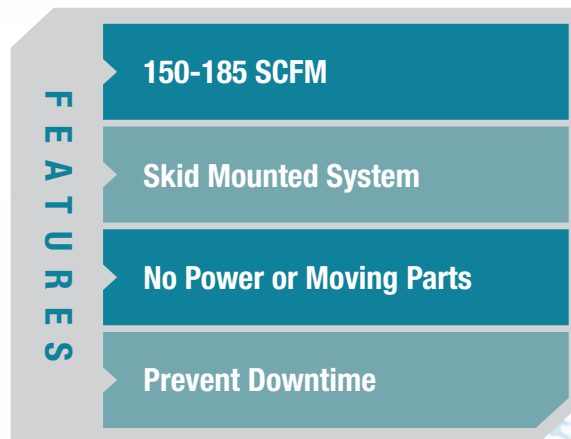 FEATURES
150-185 SCFM
Skid Mounted System
No Power or Moving Parts
Prevent Downtime